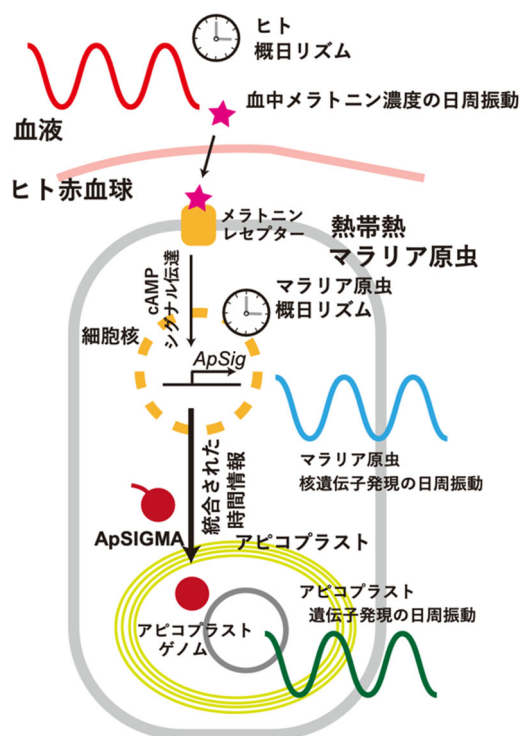 ヒト
概日リズム
血中メラトニン濃度の日周振動
血液
ヒト赤血球
メラトニン
レセプター
熱帯熱
マラリア原虫
cAMP
シグナル伝達
マラリア原虫
概日リズム
細胞核
ApSig
マラリア原虫
核遺伝子発現の日周振動
統合された
時間情報
ApSIGMA
アピコプラスト
アピコプラスト
遺伝子発現の日周振動
アピコプラスト
ゲノム